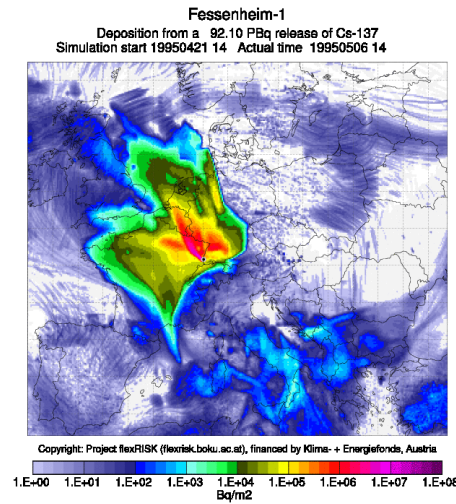 Fessenheim-1
Deposition from a 92.10 PBq release of Cs-137
Simulation start 19950421 14 Actual time 19950506 14
Copyright: Project flexRISK (flexrisk.boku.ac.at), financed by Klima- + Energiefonds, Austria
1.E+00 1.E+01 1.E+02 1.E+03 1.E+04 1.E+05 1.E+06 1.E+07 1.E+08
Bq/m2